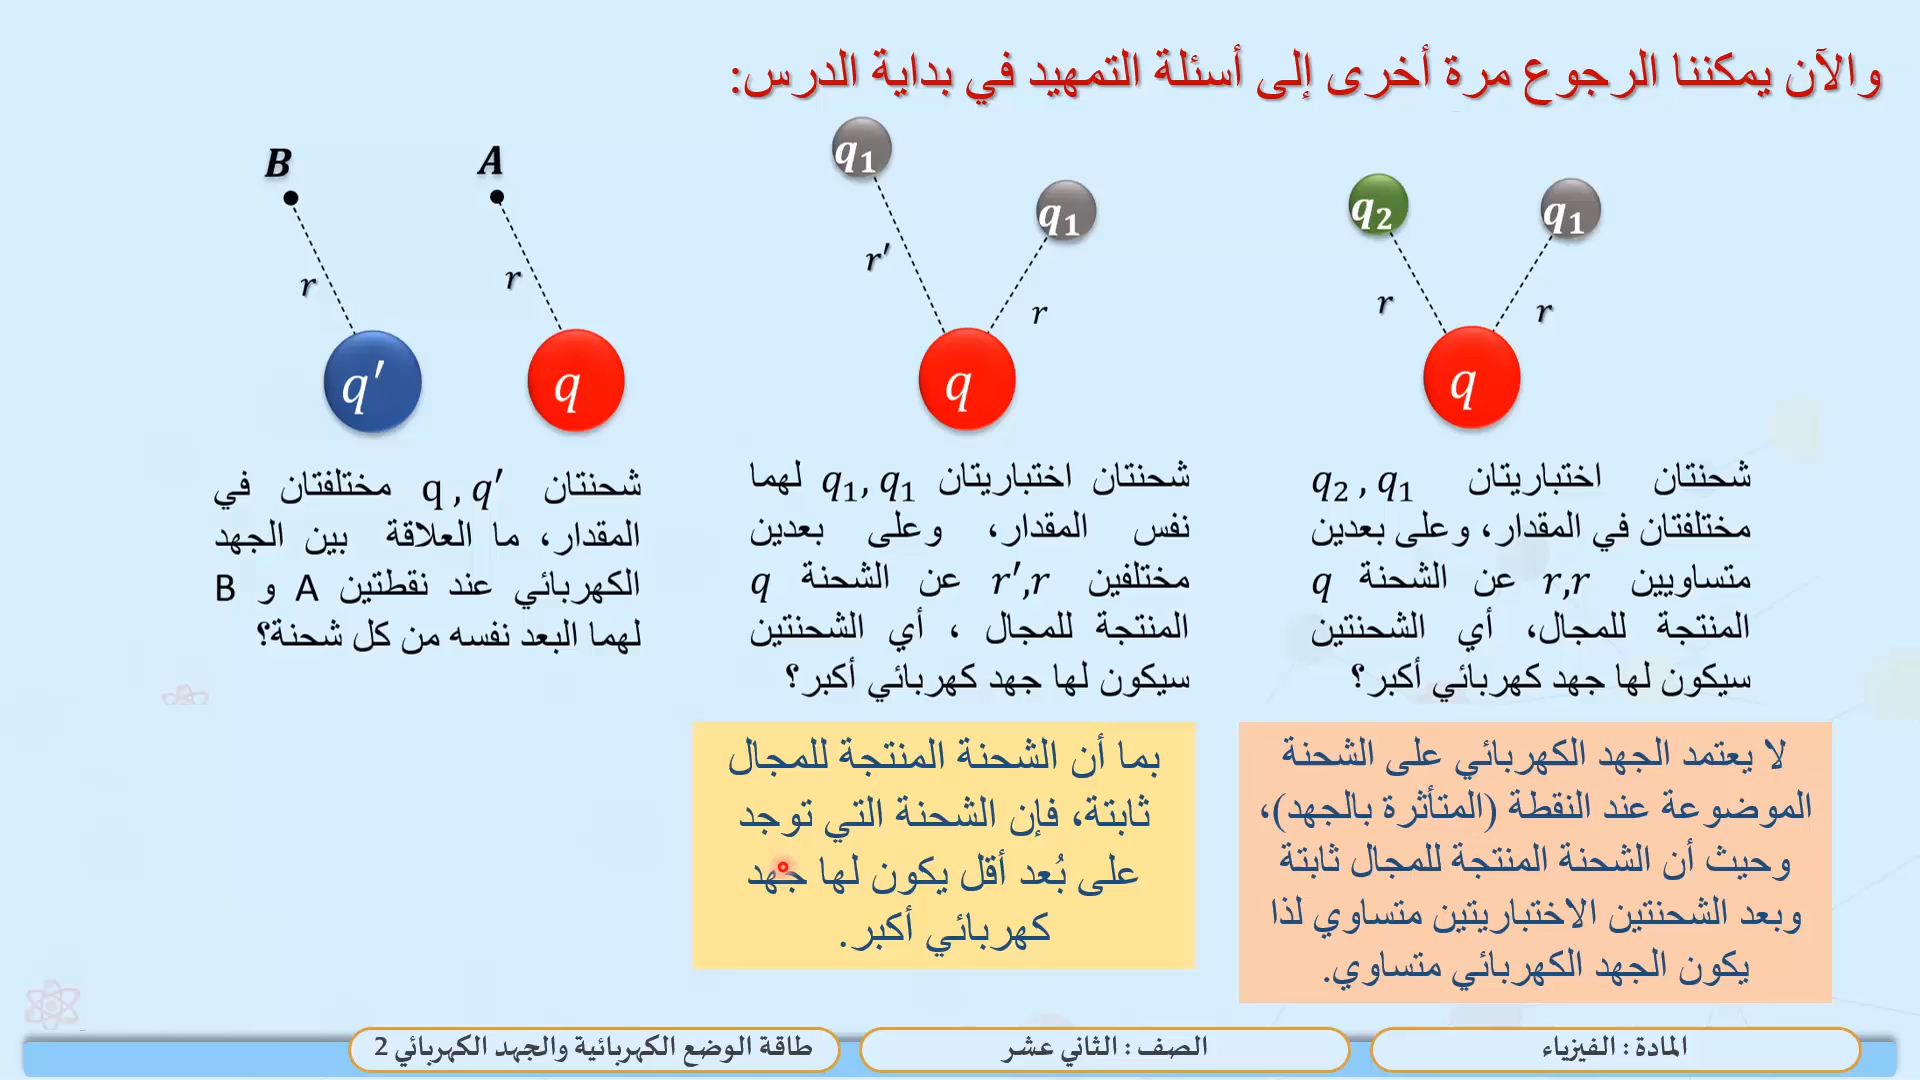 والآن يمكننا الرجوع مرة أخرى إلى أسئلة التمهيد في بداية الدرس:
q₂
q₁
r
r
q
شحنتان اختباريتان q₂ , q₁
مختلفتان في المقدار، وعلى بعدين
متساويين r,r عن الشحنة q
المنتجة للمجال، أي الشحنتين
سيكون لها جهد كهربائي أكبر؟
لا يعتمد الجهد الكهربائي على الشحنة
الموضوعة عند النقطة (المتأثرة بالجهد)،
وحيث أن الشحنة المنتجة للمجال ثابتة
وبعد الشحنتين الاختباريتين متساوي لذا
يكون الجهد الكهربائي متساوي.
q₁
q₁
r′
r
q
شحنتان اختباريتان q₁, q₁ لهما
نفس المقدار، وعلى بعدين
مختلفين r′,r عن الشحنة q
المنتجة للمجال ، أي الشحنتين
سيكون لها جهد كهربائي أكبر؟
بما أن الشحنة المنتجة للمجال
ثابتة، فإن الشحنة التي توجد
على بُعد أقل يكون لها جهد
كهربائي أكبر.
B
A
r
r
q′
q
شحنتان q , q′ مختلفتان في
المقدار، ما العلاقة بين الجهد
الكهربائي عند نقطتين A و B
لهما البعد نفسه من كل شحنة؟
المادة : الفيزياء
الصف : الثاني عشر
طاقة الوضع الكهربائية والجهد الكهربائي 2